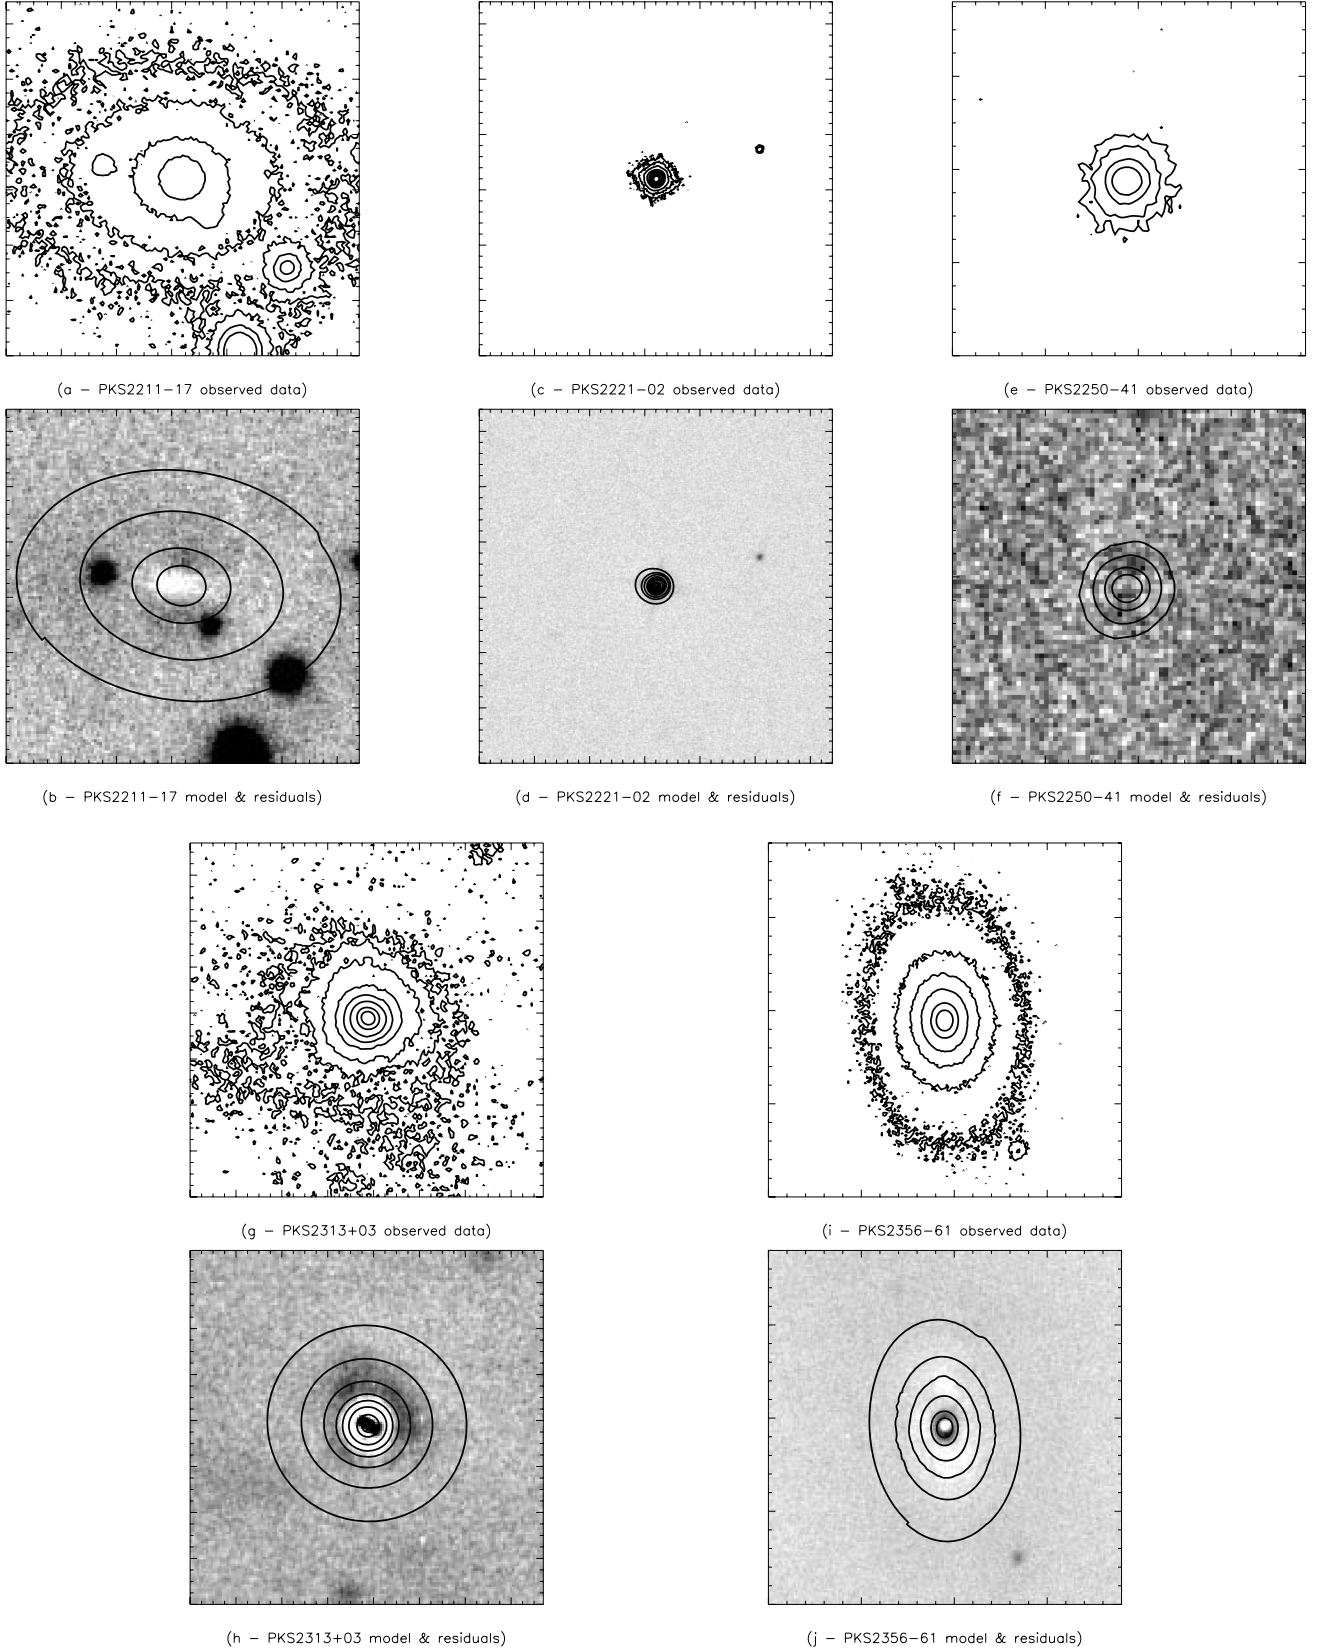 (a - PKS2211-17 observed data)
(c - PKS2221-02 observed data)
(e - PKS2250-41 observed data)
(b - PKS2211-17 model & residuals)
(d - PKS2221-02 model & residuals)
(f - PKS2250-41 model & residuals)
(g - PKS2313+03 observed data)
(i - PKS2356-61 observed data)
(h - PKS2313+03 model & residuals)
(j - PKS2356-61 model & residuals)